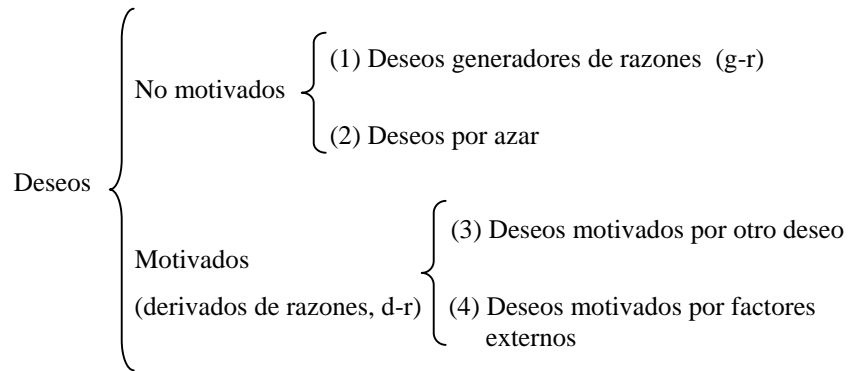 (1) Deseos generadores de razones (g-r)
No motivados
(2) Deseos por azar
Deseos
(3) Deseos motivados por otro deseo
Motivados
(derivados de razones, d-r)
(4) Deseos motivados por factores
externos